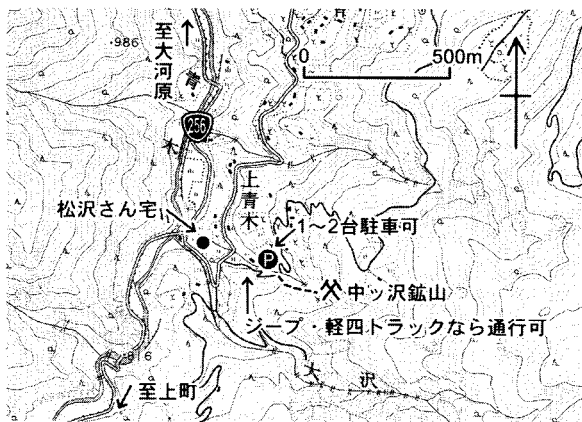 ・986
至大河原
青
木
256
0 500m
上青木
松沢さん宅
1〜2台駐車可
P
中ッ沢鉱山
ジープ・軽四トラックなら通行可
大沢
至上町